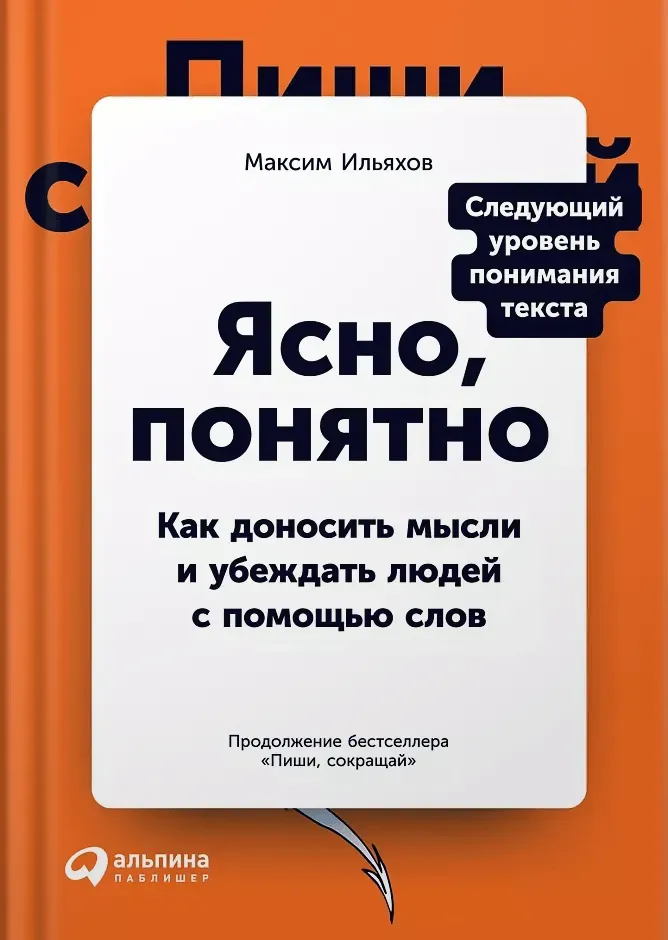 Пиши
с й
Максим Ильяхов
Следующий
уровень
понимания
текста
Ясно,
понятно
Как доносить мысли
и убеждать людей
с помощью слов
Продолжение бестселлера
«Пиши, сокращай»
альпина
ПАБЛИШЕР